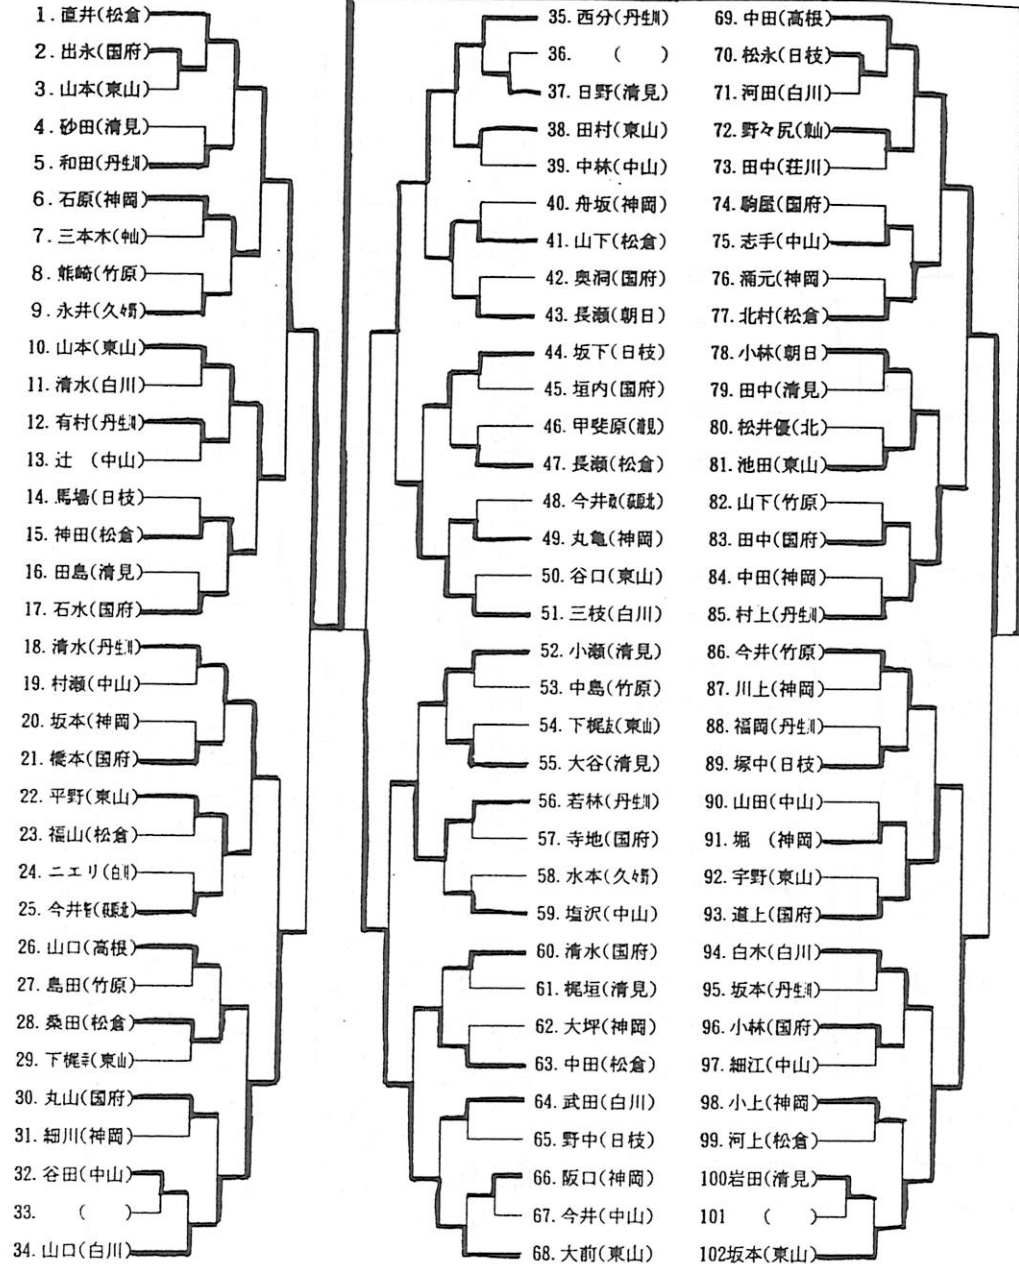 1. 直井(松倉)
2. 出永(国府)
3. 山本(東山)
4. 砂田(清見)
5. 和田(丹生川)
6. 石原(神岡)
7. 三本木(中山)
8. 熊崎(竹原)
9. 永井(久々野)
10. 山本(東山)
11. 清水(白川)
12. 有村(丹生川)
13. 辻 (中山)
14. 馬場(日枝)
15. 神田(松倉)
16. 田島(清見)
17. 石水(国府)
18. 清水(丹生川)
19. 村瀬(中山)
20. 坂本(神岡)
21. 橋本(国府)
22. 平野(東山)
23. 福山(松倉)
24. ニエリ(白川)
25. 今井
26. 山口(高根)
27. 島田(竹原)
28. 桑田(松倉)
29. 下梶(東山)
30. 丸山(国府)
31. 細川(神岡)
32. 谷田(中山)
33. ( )
34. 山口(白川)
35. 西分(丹生川)
36. ( )
37. 日野(清見)
38. 田村(東山)
39. 中林(中山)
40. 舟坂(神岡)
41. 山下(松倉)
42. 奥洞(国府)
43. 長瀬(朝日)
44. 坂下(日枝)
45. 垣内(国府)
46. 甲斐原(清見)
47. 長瀬(松倉)
48. 今井
49. 丸亀(神岡)
50. 谷口(東山)
51. 三枝(白川)
52. 小瀬(清見)
53. 中島(竹原)
54. 下梶(東山)
55. 大谷(清見)
56. 若林(丹生川)
57. 寺地(国府)
58. 水本(久々野)
59. 塩沢(中山)
60. 清水(国府)
61. 梶垣(清見)
62. 大坪(神岡)
63. 中田(松倉)
64. 武田(白川)
65. 野中(日枝)
66. 阪口(神岡)
67. 今井(中山)
68. 大前(東山)
69. 中田(高根)
70. 松永(日枝)
71. 河田(白川)
72. 野々尻(東山)
73. 田中(荘川)
74. 駒屋(国府)
75. 志手(中山)
76. 涌元(神岡)
77. 北村(松倉)
78. 小林(朝日)
79. 田中(清見)
80. 松井優(北)
81. 池田(東山)
82. 山下(竹原)
83. 田中(国府)
84. 中田(神岡)
85. 村上(丹生川)
86. 今井(竹原)
87. 川上(神岡)
88. 福岡(丹生川)
89. 塚中(日枝)
90. 山田(中山)
91. 堀 (神岡)
92. 宇野(東山)
93. 道上(国府)
94. 白木(白川)
95. 坂本(丹生川)
96. 小林(国府)
97. 細江(中山)
98. 小上(神岡)
99. 河上(松倉)
100岩田(清見)
101 ( )
102坂本(東山)